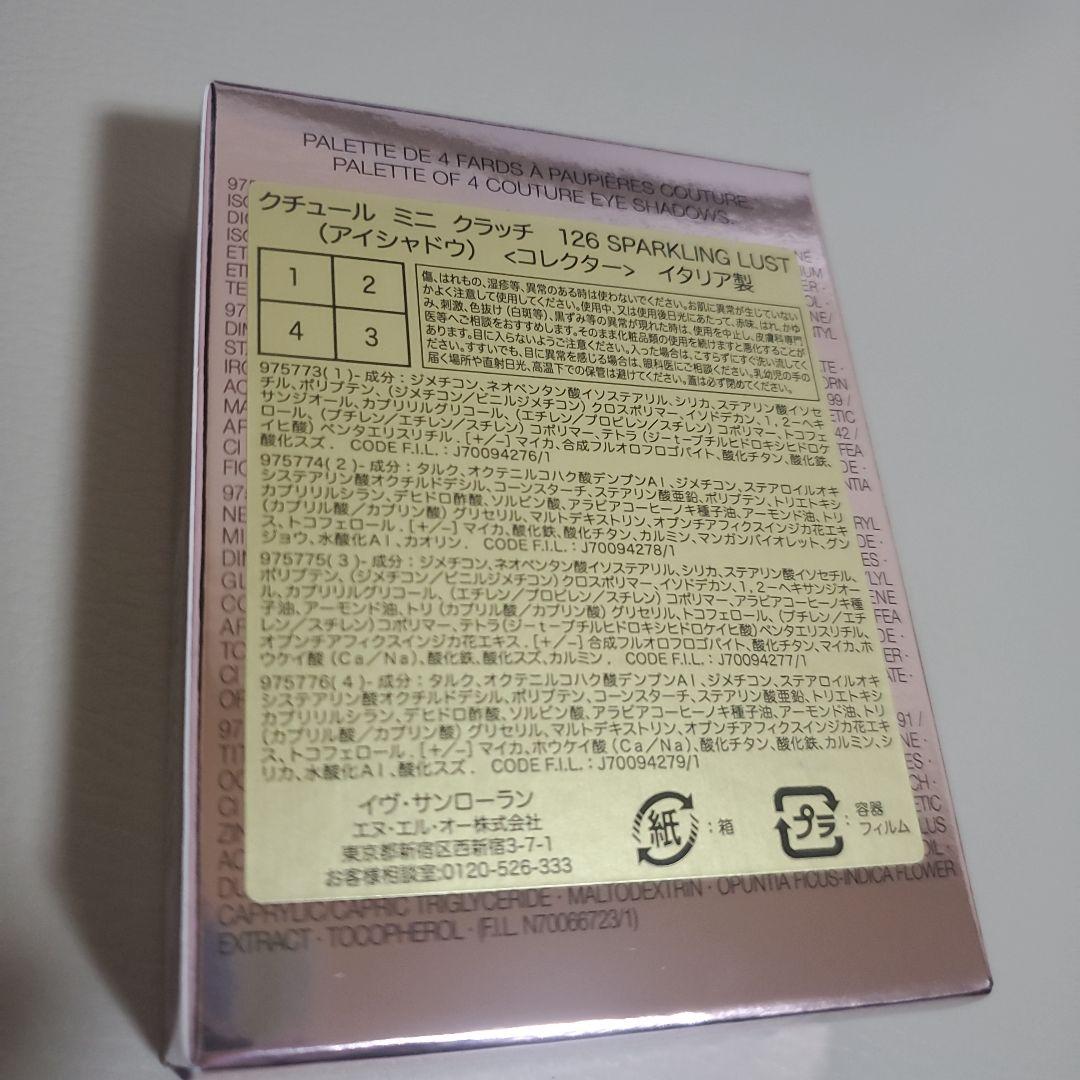 PALETTE DE 4 FARDS À PAUPIÈRES COUTURE.
PALETTE OF 4 COUTURE EYE SHADOWS.
クチュール ミニ クラッチ 126 SPARKLING LUST
(アイシャドウ) <コレクター> イタリア製
1 2
4 3
傷、はれもの、湿疹等、異常のある時は使わないでください。お肌に異常が生じていない
かよく注意して使用してください。使用中、又は使用後日光にあたって、赤味、はれ、かゆ
み、刺激、色抜け(白斑等)、黒ずみ等の異常が現れた時は、使用を中止し、皮膚科専門
医等へご相談をおすすめします。そのまま化粧品類の使用を続けますと悪化することが
あります。目に入らないようご注意ください。入った場合は、こすらずにすぐ洗い流してく
ださい。すすいでも、目に異常を感じる場合は、眼科医にご相談ください。乳幼児の手の
届く場所や直射日光、高温下での保管は避けてください。蓋は必ず閉めてください。
975773(1)-成分:ジメチコン、ネオペンタン酸イソステアリル、シリカ、ステアリン酸イソセ
チル、ポリブテン、(ジメチコン/ビニルジメチコン)クロスポリマー、イソドデカン、1,2-ヘキ
サンジオール、カプリリルグリコール、(エチレン/プロピレン/スチレン)コポリマー、トコフェ
ロール、(ブチレン/エチレン/スチレン)コポリマー、テトラ(ジ-t-ブチルヒドロキシヒドロケ
イヒ酸)ペンタエリスリチル.[+/-]マイカ、合成フルオロフロゴパイト、酸化チタン、酸化鉄、
酸化スズ. CODE F.I.L.:J70094276/1
975774(2)-成分:タルク、オクテニルコハク酸デンプンAl、ジメチコン、ステアロイルオキ
システアリン酸オクチルドデシル、コーンスターチ、ステアリン酸亜鉛、ポリブテン、トリエトキシ
カプリリルシラン、デヒドロ酢酸、ソルビン酸、アラビアコーヒーノキ種子油、アーモンド油、トリ
(カプリル酸/カプリン酸)グリセリル、マルトデキストリン、オプンチアフィクスインジカ花エキ
ス、トコフェロール.[+/-]マイカ、酸化鉄、酸化チタン、カルミン、マンガンバイオレット、グン
ジョウ、水酸化Al、カオリン. CODE F.I.L.:J70094278/1
975775(3)-成分:ジメチコン、ネオペンタン酸イソステアリル、シリカ、ステアリン酸イソセチル、
ポリブテン、(ジメチコン/ビニルジメチコン)クロスポリマー、イソドデカン、1,2-ヘキサンジオー
ル、カプリリルグリコール、(エチレン/プロピレン/スチレン)コポリマー、アラビアコーヒーノキ種
子油、アーモンド油、トリ(カプリル酸/カプリン酸)グリセリル、トコフェロール、(ブチレン/エチ
レン/スチレン)コポリマー、テトラ(ジ-t-ブチルヒドロキシヒドロケイヒ酸)ペンタエリスリチル、
オプンチアフィクスインジカ花エキス.[+/-]合成フルオロフロゴパイト、酸化チタン、マイカ、ホ
ウケイ酸(Ca/Na)、酸化鉄、酸化スズ、カルミン. CODE F.I.L.:J70094277/1
975776(4)-成分:タルク、オクテニルコハク酸デンプンAl、ジメチコン、ステアロイルオキ
システアリン酸オクチルドデシル、ポリブテン、コーンスターチ、ステアリン酸亜鉛、トリエトキシ
カプリリルシラン、デヒドロ酢酸、ソルビン酸、アラビアコーヒーノキ種子油、アーモンド油、トリ
(カプリル酸/カプリン酸)グリセリル、マルトデキストリン、オプンチアフィクスインジカ花エキ
ス、トコフェロール.[+/-]マイカ、ホウケイ酸(Ca/Na)、酸化チタン、酸化鉄、カルミン、シ
リカ、水酸化Al、酸化スズ. CODE F.I.L.:J70094279/1
イヴ・サンローラン
エヌ・エル・オー株式会社
東京都新宿区西新宿3-7-1
お客様相談室:0120-526-333
紙:箱
プラ:容器
フィルム
CAPRYLIC/CAPRIC TRIGLYCERIDE · MALTODEXTRIN · OPUNTIA FICUS-INDICA FLOWER
EXTRACT · TOCOPHEROL · (F.I.L. N70066723/1)